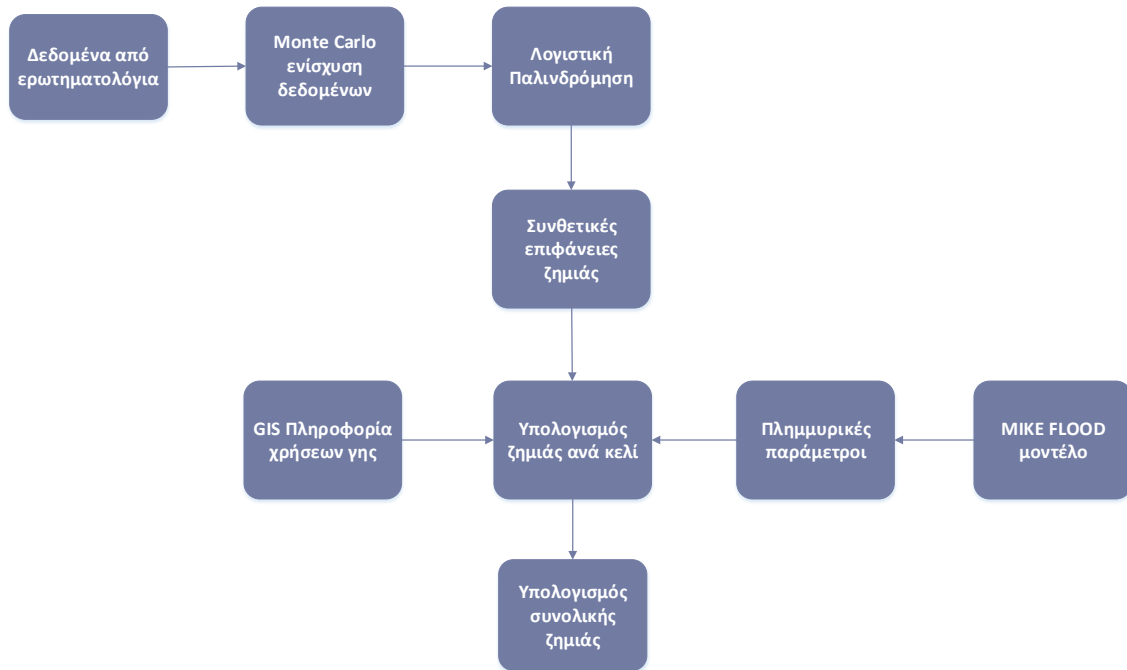 Δεδομένα από
ερωτηματολόγια
Monte Carlo
ενίσχυση
δεδομένων
Λογιστική
Παλινδρόμηση
Συνθετικές
επιφάνειες
ζημιάς
GIS Πληροφορία
χρήσεων γης
Υπολογισμός
ζημιάς ανά κελί
Πλημμυρικές
παράμετροι
MIKE FLOOD
μοντέλο
Υπολογισμός
συνολικής
ζημιάς